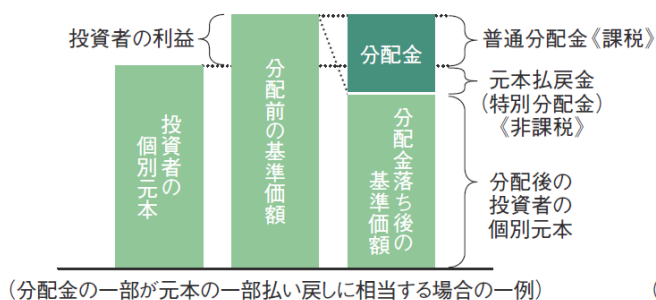 投資者の利益
投資者の
個別元本
分配前の基準価額
分配金
分配金落ち後の
基準価額
普通分配金《課税》
元本払戻金
(特別分配金)
《非課税》
分配後の
投資者の
個別元本
(分配金の一部が元本の一部払い戻しに相当する場合の一例)
(